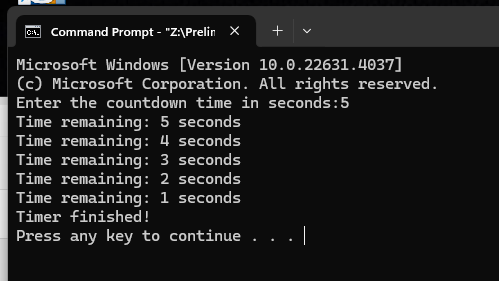 Command Prompt - "Z:\Prelin
Microsoft Windows [Version 10.0.22631.4037]
(c) Microsoft Corporation. All rights reserved.
Enter the countdown time in seconds:5
Time remaining: 5 seconds
Time remaining: 4 seconds
Time remaining: 3 seconds
Time remaining: 2 seconds
Time remaining: 1 seconds
Timer finished!
Press any key to continue . . .